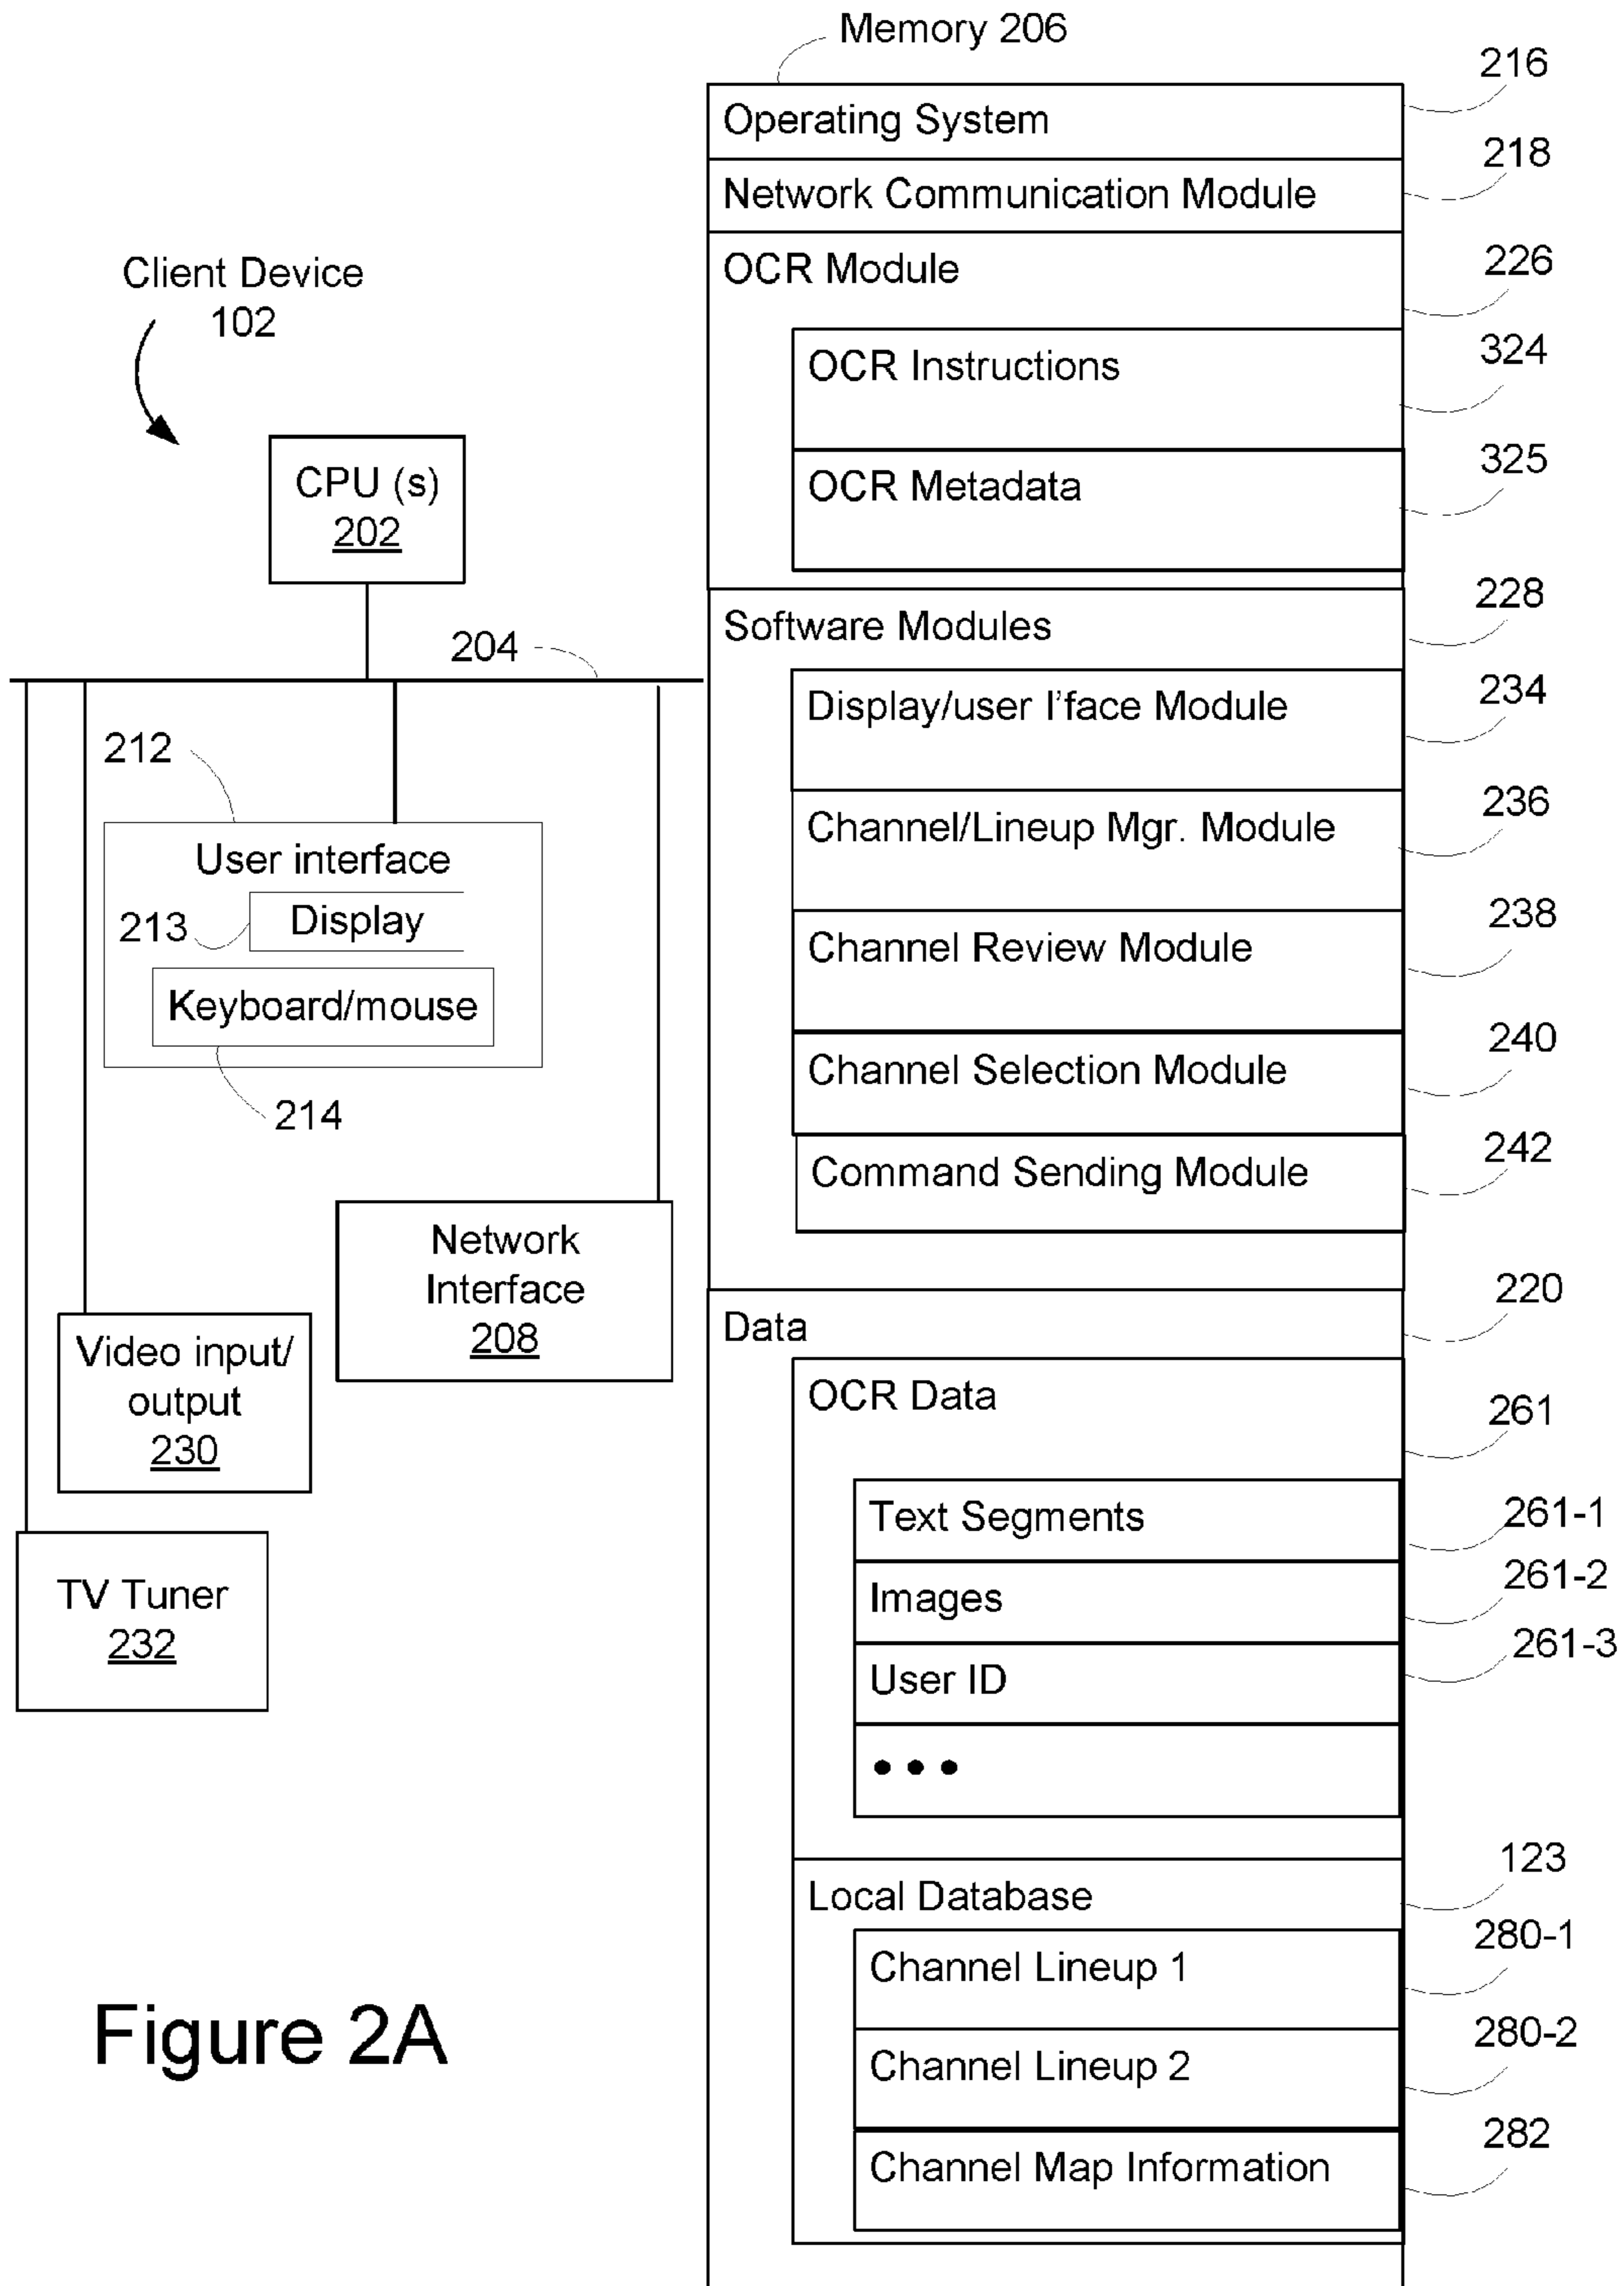 Memory 206
216
Operating System
218
Network Communication Module
226
OCR Module
324
OCR Instructions
325
OCR Metadata
228
Software Modules
234
Display/user I'face Module
236
Channel/Lineup Mgr. Module
238
Channel Review Module
240
Channel Selection Module
242
Command Sending Module
220
Data
261
OCR Data
261-1
Text Segments
261-2
Images
261-3
User ID
•••
123
Local Database
280-1
Channel Lineup 1
280-2
Channel Lineup 2
282
Channel Map Information
Client Device
102
CPU (s)
202
204
212
User interface
213
Display
Keyboard/mouse
214
Network
Interface
208
Video input/
output
230
TV Tuner
232
Figure 2A